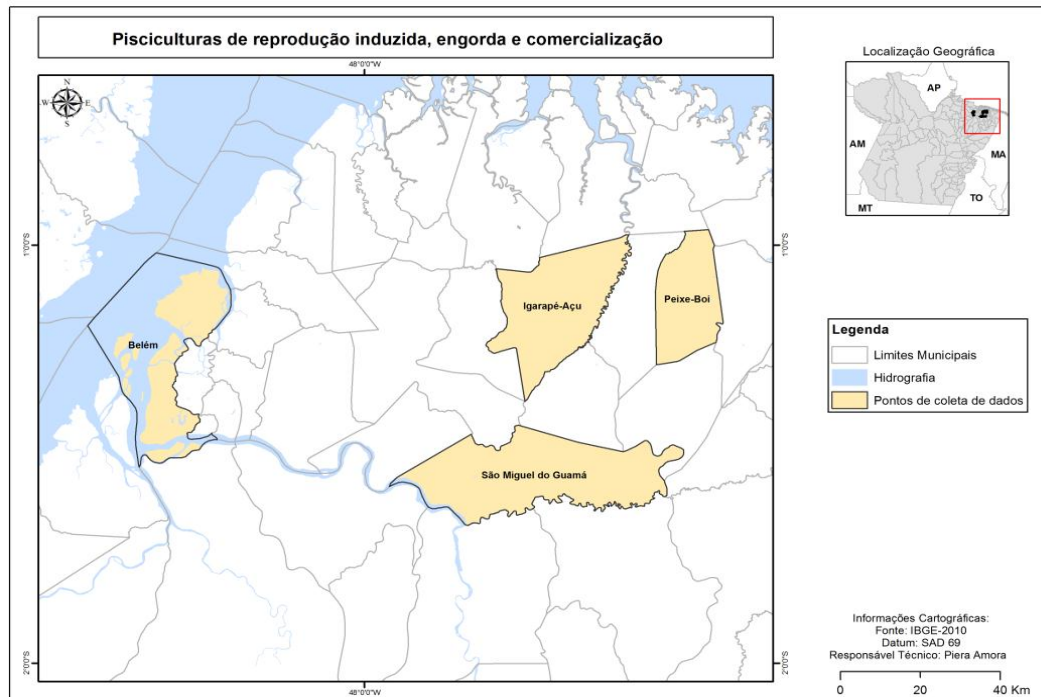 Pisciculturas de reprodução induzida, engorda e comercialização
48°0'0"W
N
W E
S
1°0'0"S
2°0'0"S
Belém
Igarapé-Açu
Peixe-Boi
São Miguel do Guamá
48°0'0"W
1°0'0"S
2°0'0"S
Localização Geográfica
AP
AM
MA
TO
MT
Legenda
Limites Municipais
Hidrografia
Pontos de coleta de dados
Informações Cartográficas:
Fonte: IBGE-2010
Datum: SAD 69
Responsável Técnico: Piera Amora
0 20 40 Km